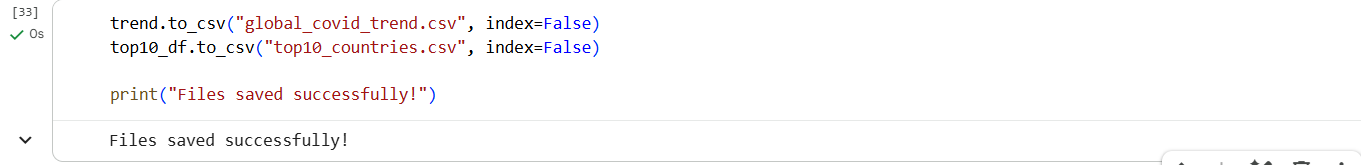 [33]
0s
trend.to_csv("global_covid_trend.csv", index=False)
top10_df.to_csv("top10_countries.csv", index=False)
print("Files saved successfully!")
Files saved successfully!